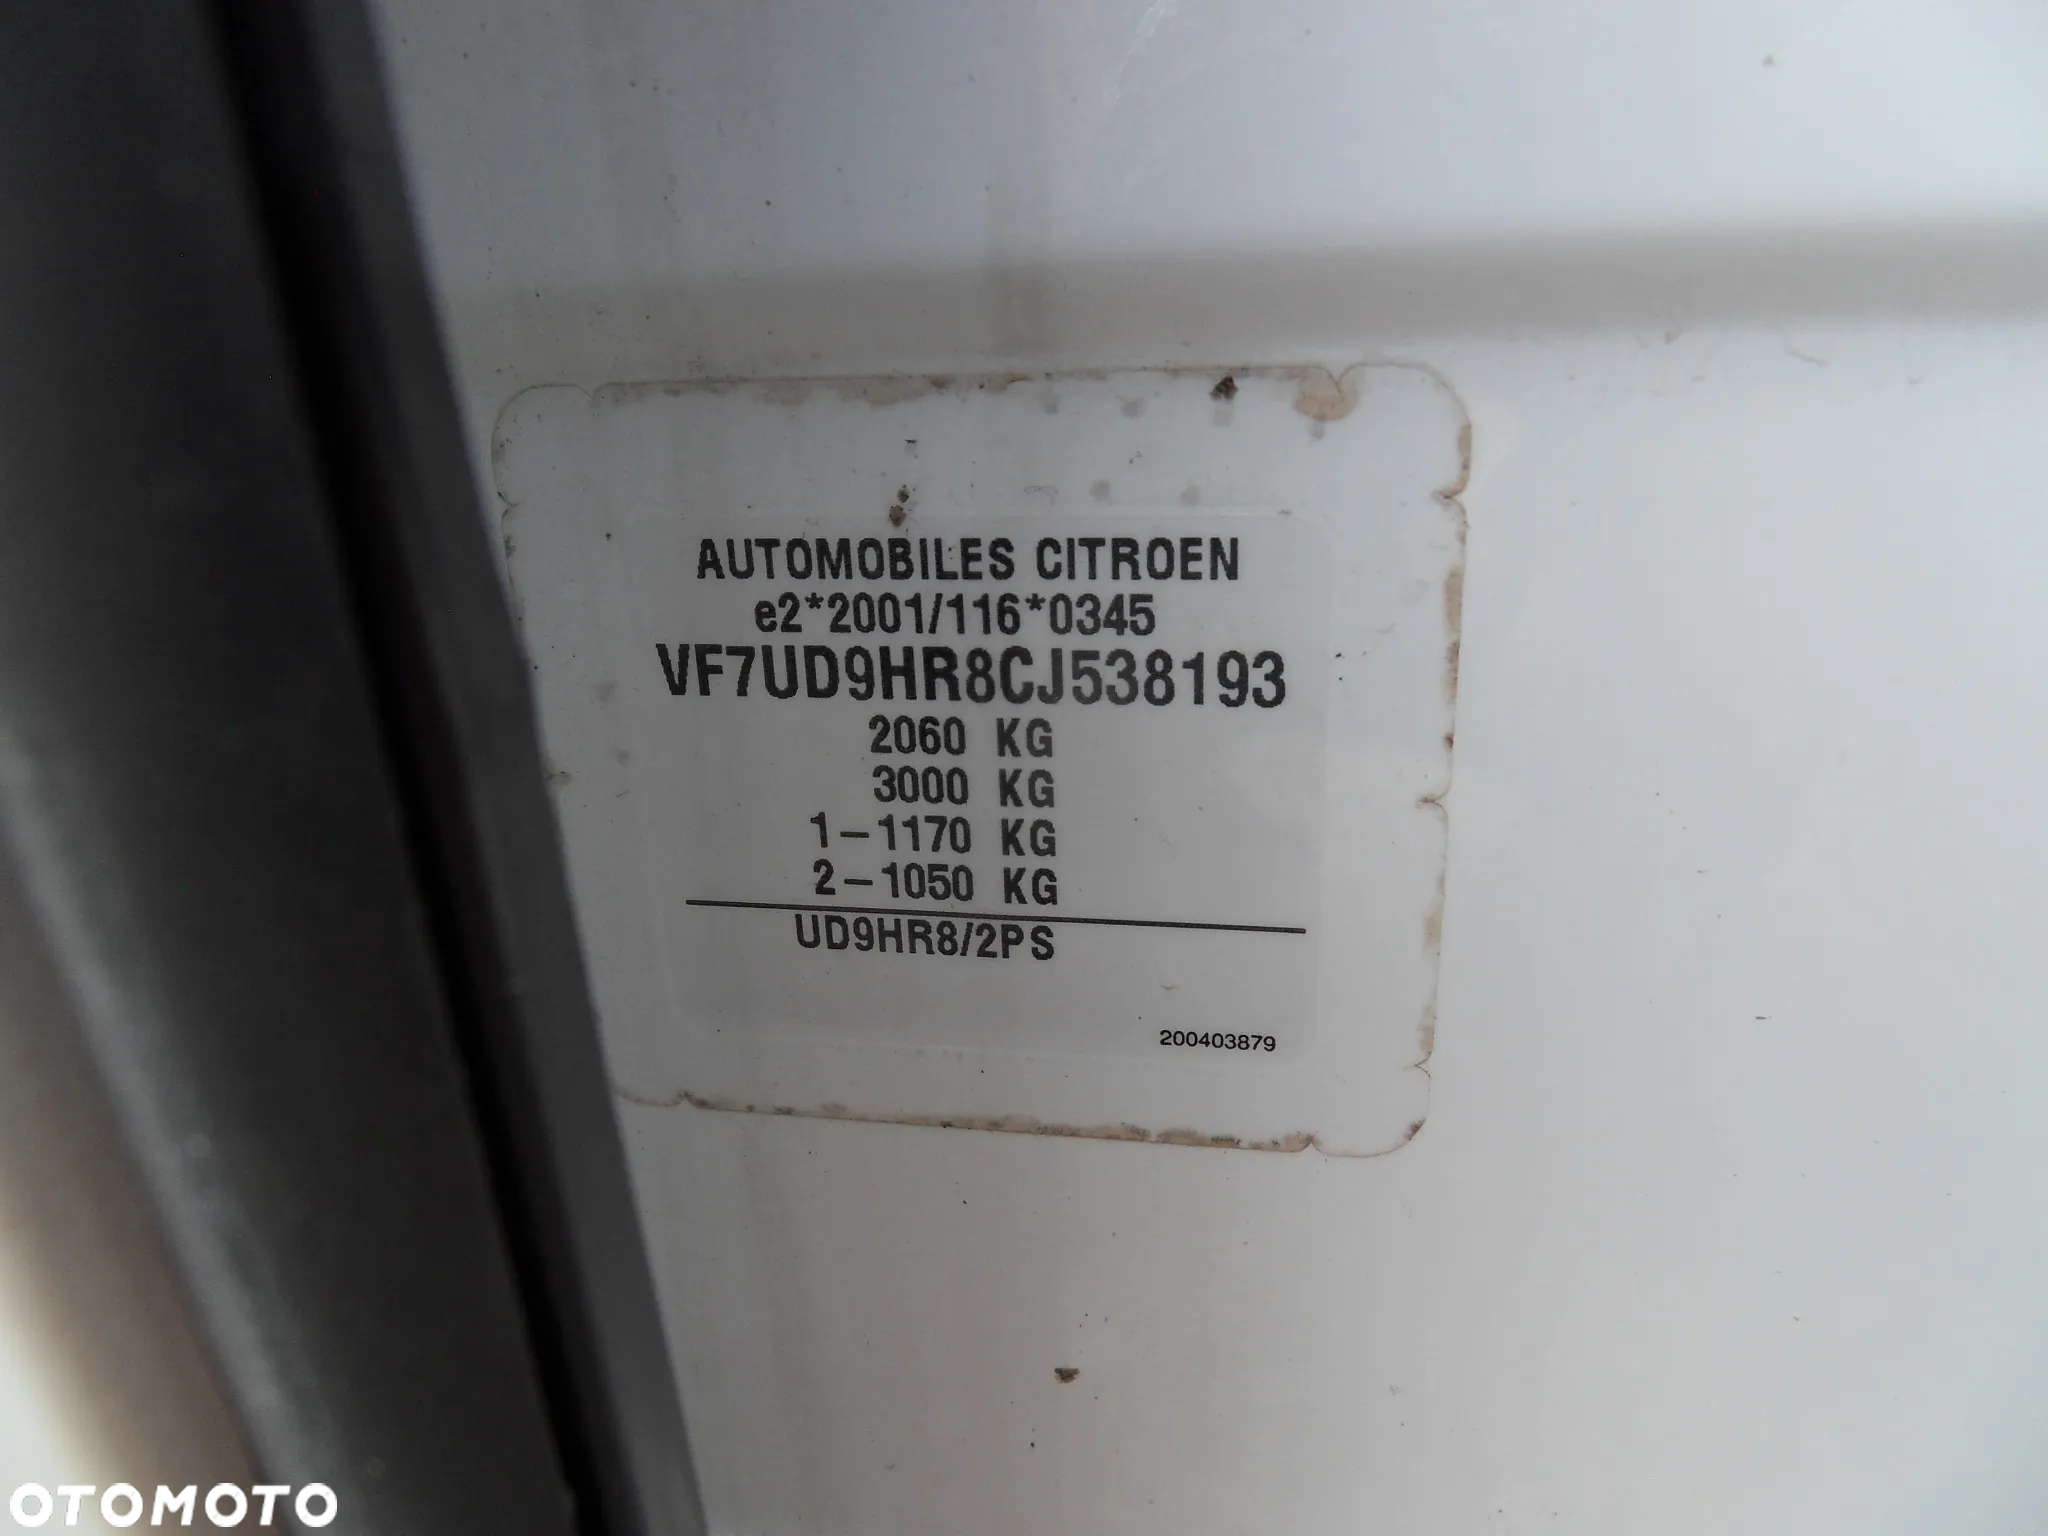 AUTOMOBILES CITROEN
e2*2001/116*0345
VF7UD9HR8CJ538193
2060 KG
3000 KG
1-1170 KG
2-1050 KG
UD9HR8/2PS
200403879
OTOMOTO